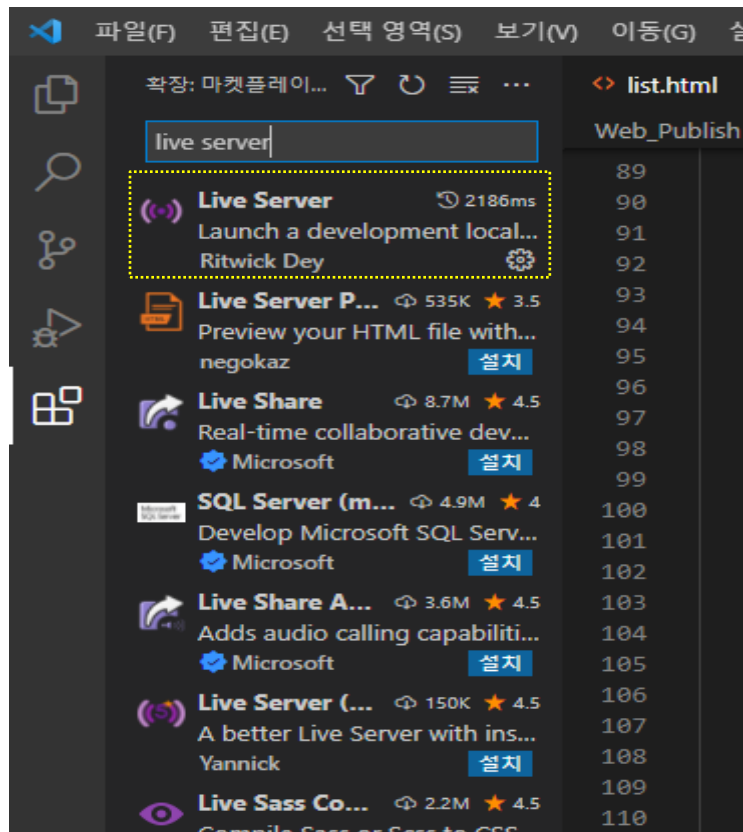 파일(F) 편집(E) 선택 영역(S) 보기(V) 이동(G)
확장: 마켓플레이... ...
list.html
live server
Web_Publish
Live Server 2186ms
Launch a development local...
Ritwick Dey
Live Server P... 535K 3.5
Preview your HTML file with...
negokaz 설치
Live Share 8.7M 4.5
Real-time collaborative dev...
Microsoft 설치
SQL Server (m... 4.9M 4
Develop Microsoft SQL Serv...
Microsoft 설치
Live Share A... 3.6M 4.5
Adds audio calling capabiliti...
Microsoft 설치
Live Server (... 150K 4.5
A better Live Server with ins...
Yannick 설치
Live Sass Co... 2.2M 4.5
89
90
91
92
93
94
95
96
97
98
99
100
101
102
103
104
105
106
107
108
109
110